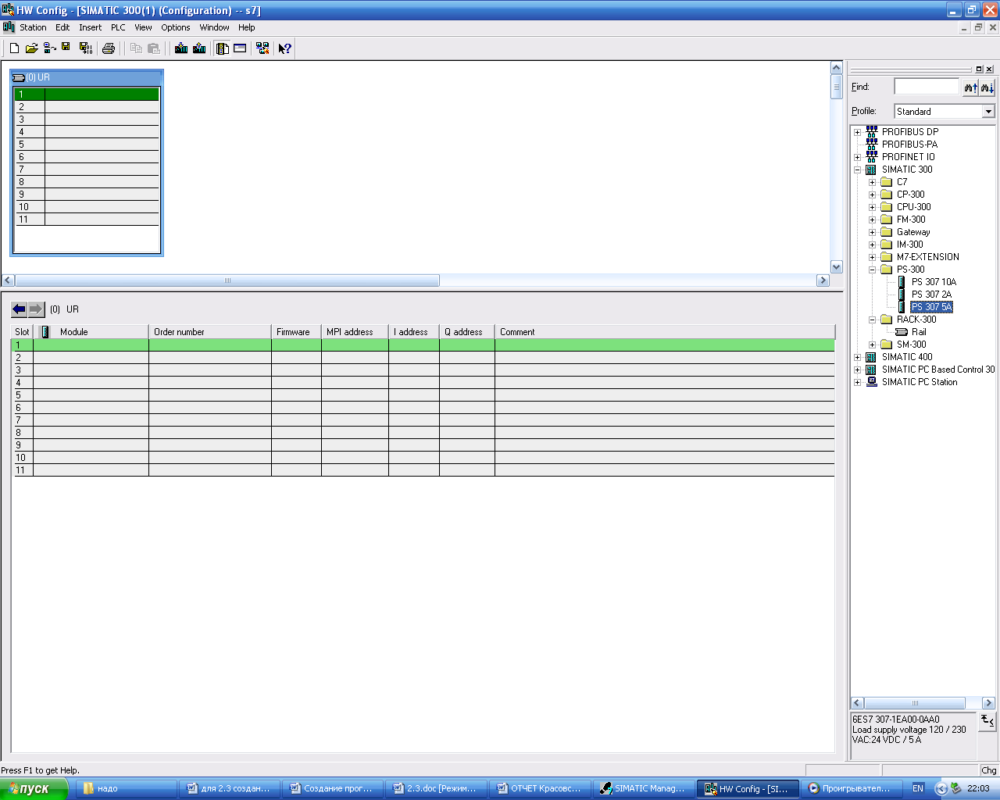 HW Config - [SIMATIC 300(1) (Configuration) -- s7]
Station Edit Insert PLC View Options Window Help
(0) UR
1
2
3
4
5
6
7
8
9
10
11
(0) UR
Slot Module Order number Firmware MPI address I address Q address Comment
1
2
3
4
5
6
7
8
9
10
11
Find:
Profile: Standard
PROFIBUS DP
PROFIBUS-PA
PROFINET IO
SIMATIC 300
C7
CP-300
CPU-300
FM-300
Gateway
IM-300
M7-EXTENSION
PS-300
PS 307 10A
PS 307 2A
PS 307 5A
RACK-300
Rail
SM-300
SIMATIC 400
SIMATIC PC Based Control 30
SIMATIC PC Station
6ES7 307-1EA00-0AA0
Load supply voltage 120 / 230
VAC:24 VDC / 5 A
Press F1 to get Help.
Chg
пуск
надо
для 2.3 создан...
Создание прог...
2.3.doc [Режим...
ОТЧЕТ Красовс...
SIMATIC Manag...
HW Config - [SI...
Проигрывател...
EN
22:03